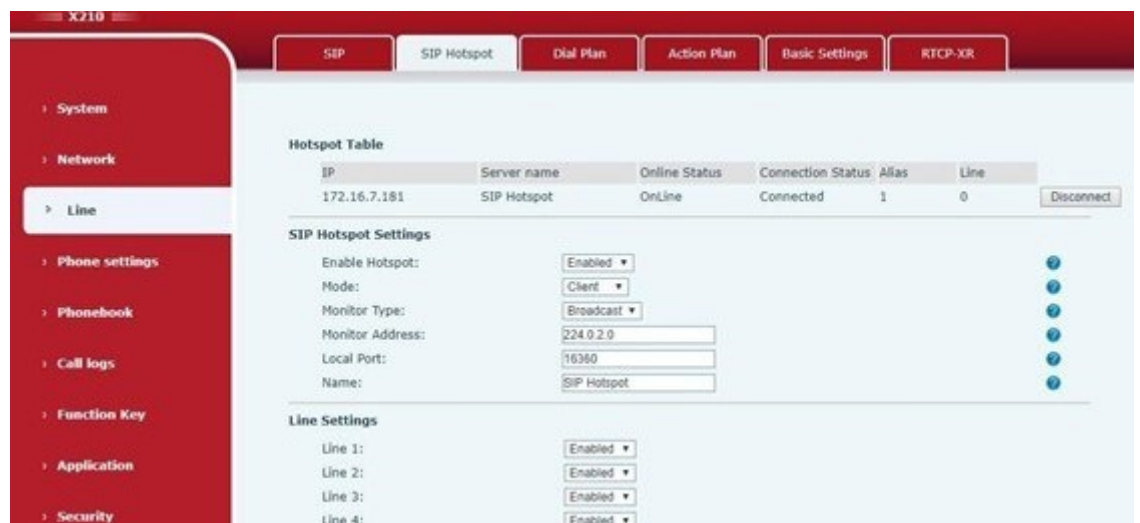 X210
SIP
SIP Hotspot
Dial Plan
Action Plan
Basic Settings
RTCP-XR
› System
› Network
› Line
› Phone settings
› Phonebook
› Call logs
› Function Key
› Application
› Security
Hotspot Table
IP Server name Online Status Connection Status Alias Line
172.16.7.181 SIP Hotspot OnLine Connected 1 0 Disconnect
SIP Hotspot Settings
Enable Hotspot: Enabled
Mode: Client
Monitor Type: Broadcast
Monitor Address: 224.0.2.0
Local Port: 16360
Name: SIP Hotspot
Line Settings
Line 1: Enabled
Line 2: Enabled
Line 3: Enabled
Line 4: Enabled